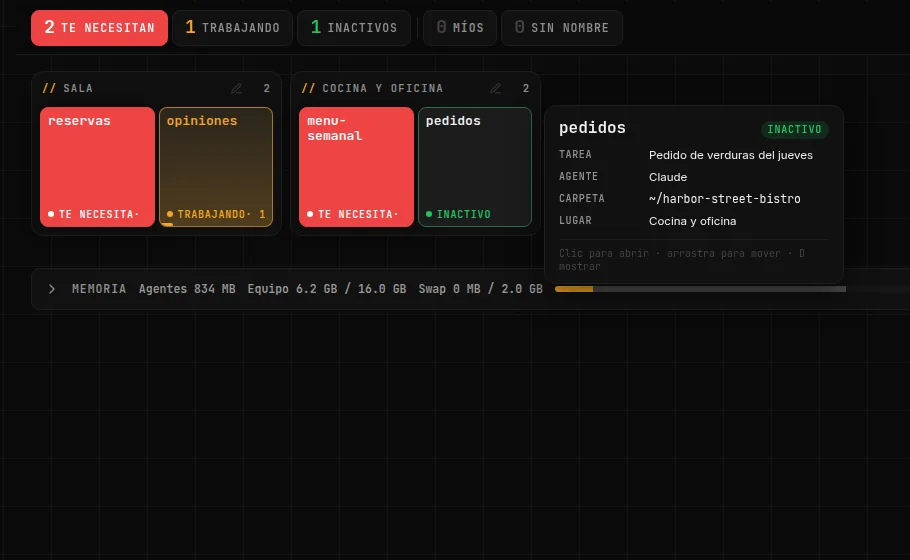 2 TE NECESITAN 1 TRABAJANDO 1 INACTIVOS 0 MÍOS 0 SIN NOMBRE
// SALA 2
reservas
TE NECESITA·
opiniones
TRABAJANDO· 1
// COCINA Y OFICINA 2
menu-
semanal
TE NECESITA·
pedidos
INACTIVO
pedidos INACTIVO
TAREA Pedido de verduras del jueves
AGENTE Claude
CARPETA ~/harbor-street-bistro
LUGAR Cocina y oficina
Clic para abrir · arrastra para mover · D
mostrar
MEMORIA Agentes 834 MB Equipo 6.2 GB / 16.0 GB Swap 0 MB / 2.0 GB